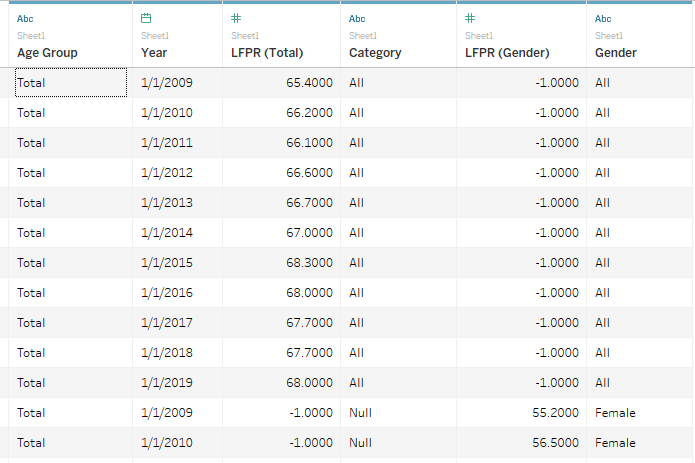 Abc Abc Abc
Sheet1 Sheet1 Sheet1 Sheet1 Sheet1 Sheet1
Age Group Year LFPR (Total) Category LFPR (Gender) Gender
Total 1/1/2009 65.4000 All -1.0000 All
Total 1/1/2010 66.2000 All -1.0000 All
Total 1/1/2011 66.1000 All -1.0000 All
Total 1/1/2012 66.6000 All -1.0000 All
Total 1/1/2013 66.7000 All -1.0000 All
Total 1/1/2014 67.0000 All -1.0000 All
Total 1/1/2015 68.3000 All -1.0000 All
Total 1/1/2016 68.0000 All -1.0000 All
Total 1/1/2017 67.7000 All -1.0000 All
Total 1/1/2018 67.7000 All -1.0000 All
Total 1/1/2019 68.0000 All -1.0000 All
Total 1/1/2009 -1.0000 Null 55.2000 Female
Total 1/1/2010 -1.0000 Null 56.5000 Female